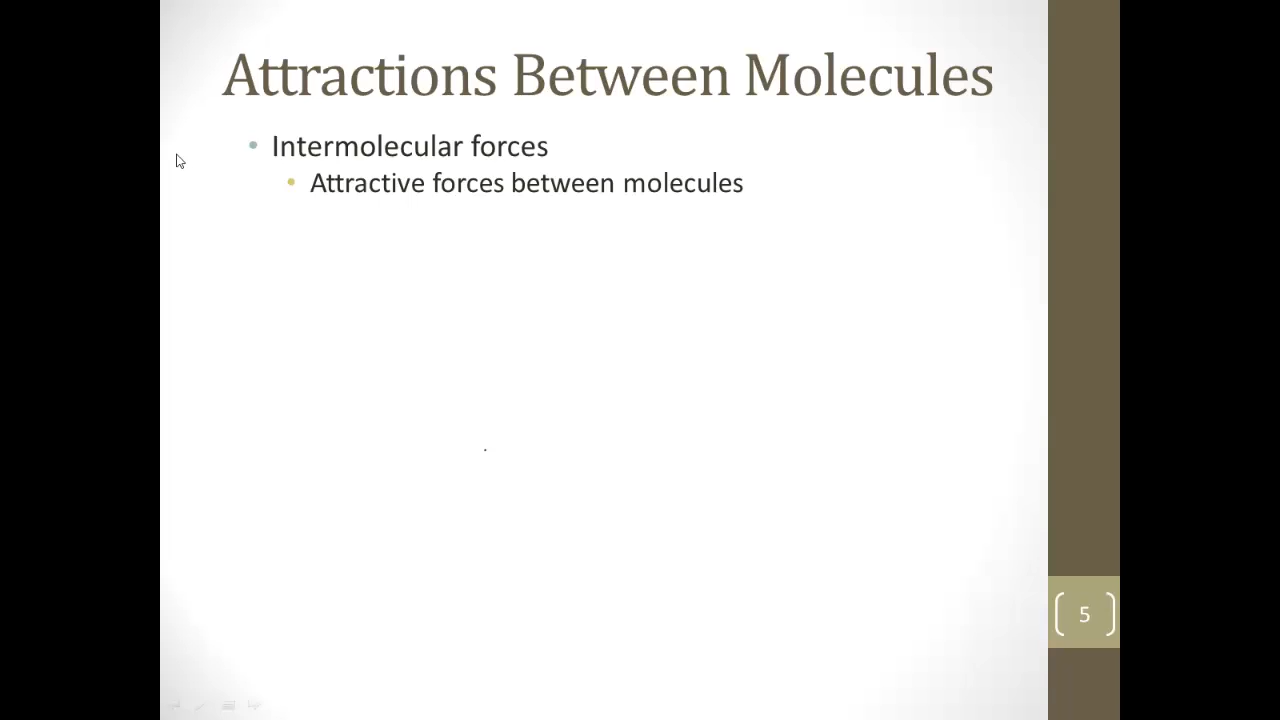 Attractions Between Molecules
• Intermolecular forces
• Attractive forces between molecules
5